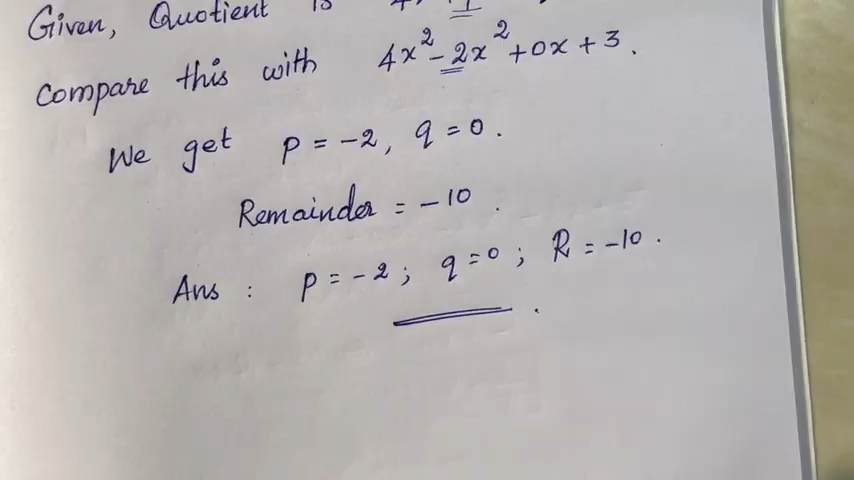 Given, Quotient is
Compare this with 4x² - 2x² + 0x + 3.
We get p = -2, q = 0.
Remainder = -10.
Ans : p = -2; q = 0; R = -10.